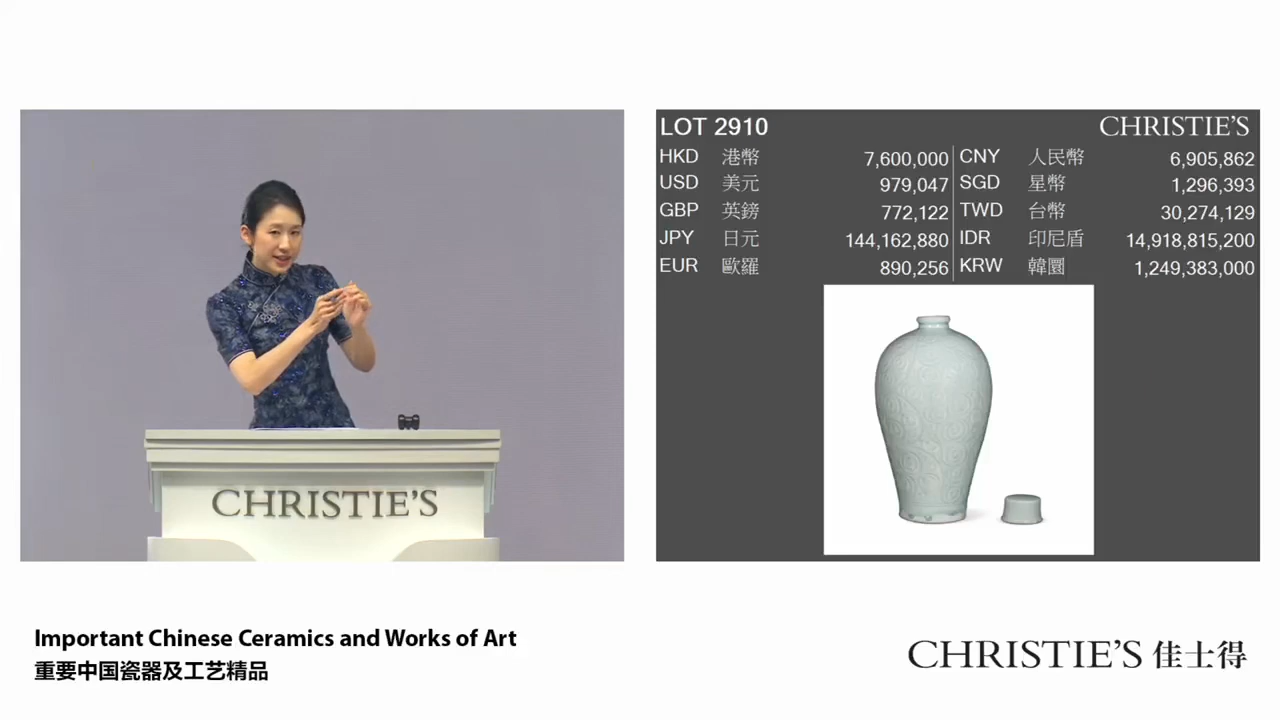 CHRISTIE'S
LOT 2910 CHRISTIE'S
HKD 港幣 7,600,000 CNY 人民幣 6,905,862
USD 美元 979,047 SGD 星幣 1,296,393
GBP 英鎊 772,122 TWD 台幣 30,274,129
JPY 日元 144,162,880 IDR 印尼盾 14,918,815,200
EUR 歐羅 890,256 KRW 韓圜 1,249,383,000
Important Chinese Ceramics and Works of Art
重要中国瓷器及工艺精品
CHRISTIE'S 佳士得